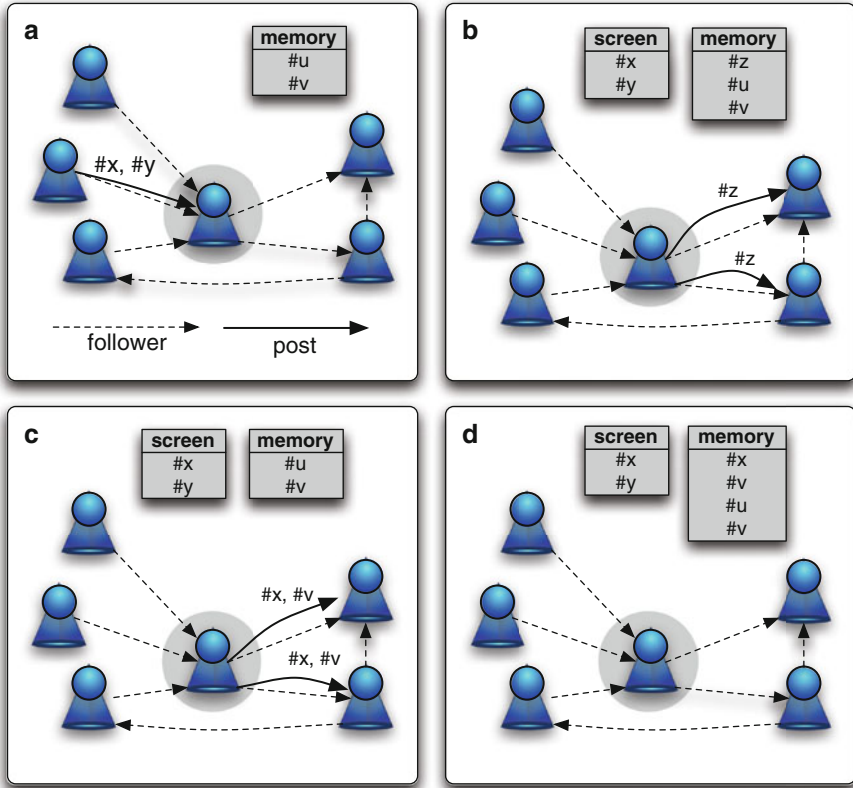 a
memory
#u
#v
#x, #y
follower
post
b
screen
memory
#x
#z
#y
#u
#v
#z
#z
c
screen
memory
#x
#u
#y
#v
#x, #v
#x, #v
d
screen
memory
#x
#x
#y
#v
#u
#v